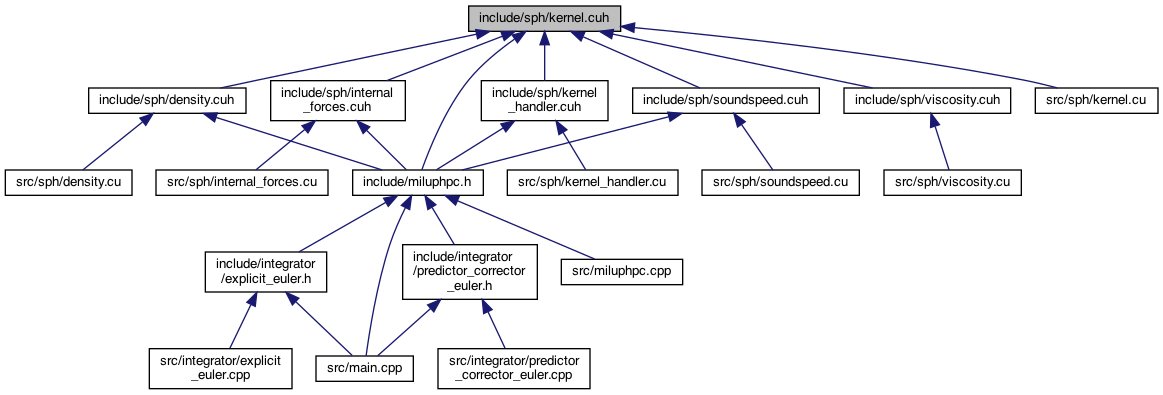 include/sph/kernel.cuh
include/sph/density.cuh
include/sph/internal
_forces.cuh
include/sph/kernel
_handler.cuh
include/sph/soundspeed.cuh
include/sph/viscosity.cuh
src/sph/kernel.cu
src/sph/density.cu
src/sph/internal_forces.cu
include/miluphpc.h
src/sph/kernel_handler.cu
src/sph/soundspeed.cu
src/sph/viscosity.cu
include/integrator
/explicit_euler.h
include/integrator
/predictor_corrector
_euler.h
src/miluphpc.cpp
src/integrator/explicit
_euler.cpp
src/main.cpp
src/integrator/predictor
_corrector_euler.cpp